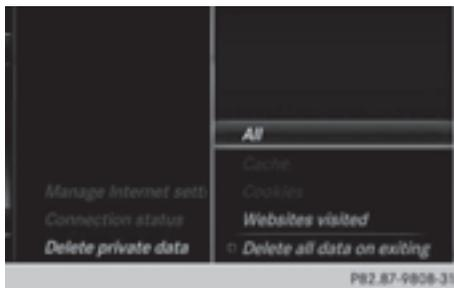 All
Cache
Cookies
Manage Internet setti
Connection status
Websites visited
Delete private data
Delete all data on exiting
P82.87-9808-31